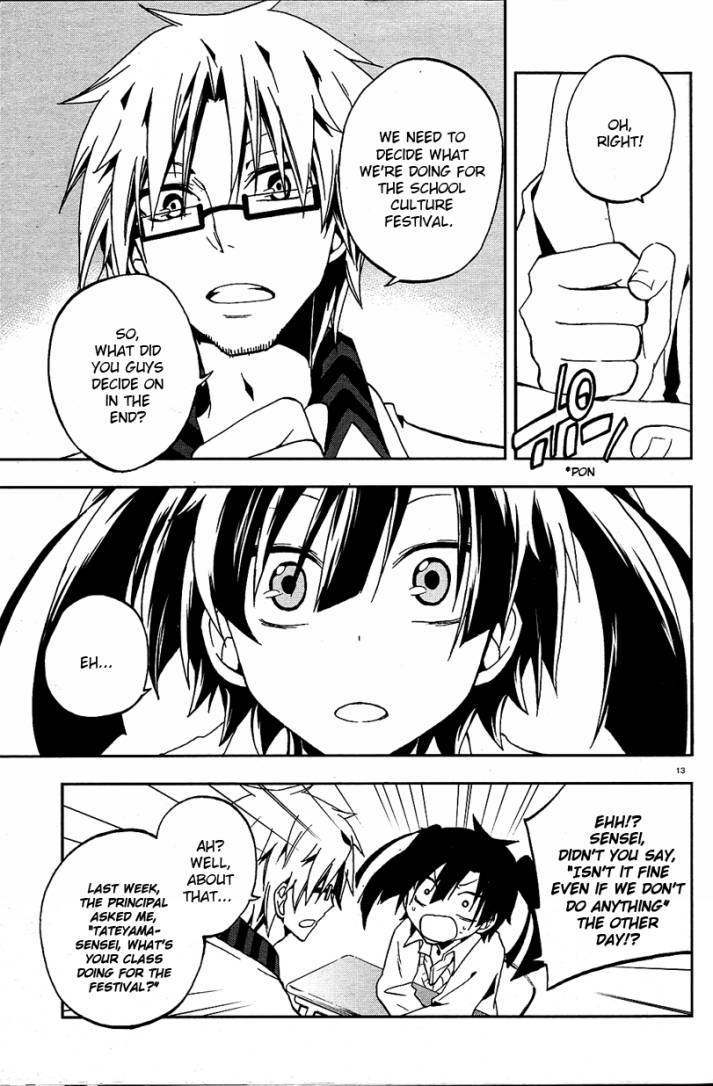 OH,
RIGHT!
ポーン
*PON
WE NEED TO
DECIDE WHAT
WE'RE DOING FOR
THE SCHOOL
CULTURE
FESTIVAL.
SO,
WHAT DID
YOU GUYS
DECIDE ON
IN THE
END?
EH...
13
EHH!?
SENSEI,
DIDN'T YOU SAY,
"ISN'T IT FINE
EVEN IF WE DON'T
DO ANYTHING"
THE OTHER
DAY!?
AH?
WELL,
ABOUT
THAT...
LAST WEEK,
THE PRINCIPAL
ASKED ME,
"TATEYAMA-
SENSEI, WHAT'S
YOUR CLASS
DOING FOR THE
FESTIVAL?"